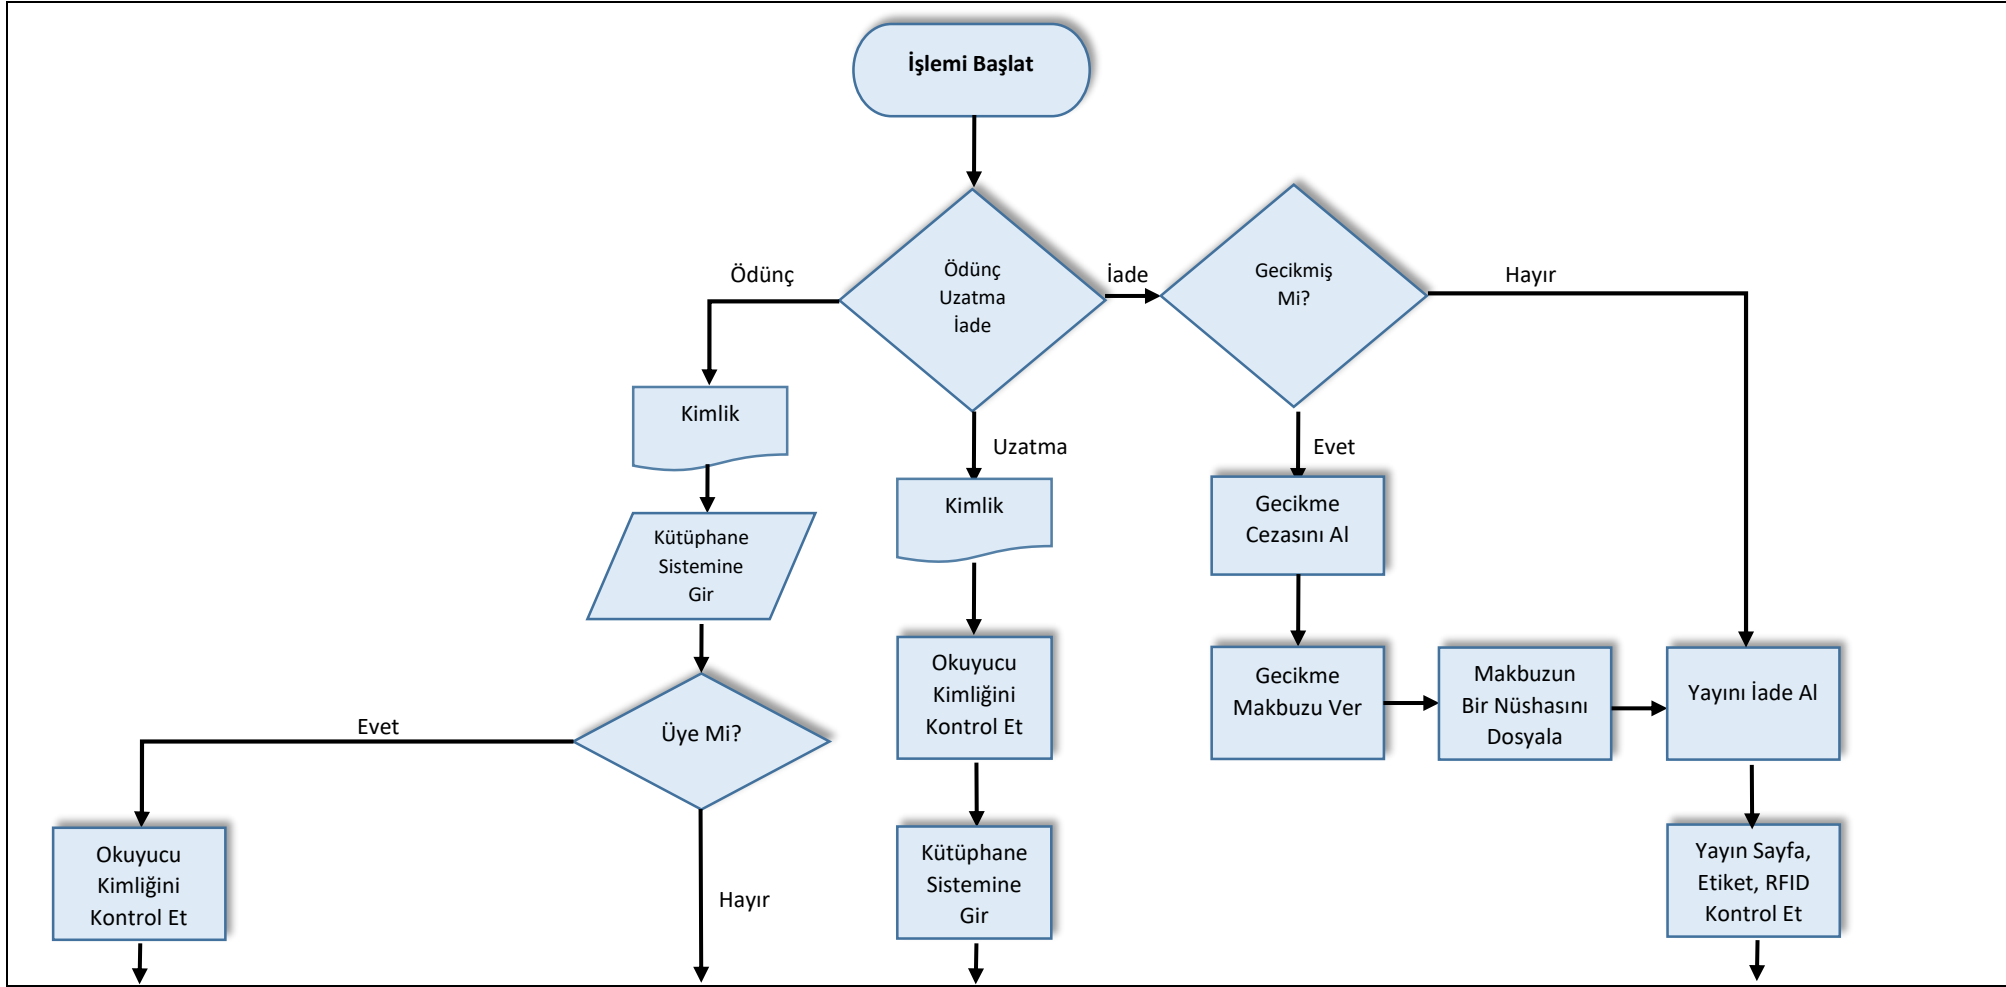 İşlemi Başlat
Ödünç
Ödünç
Uzatma
İade
İade
Gecikmiş
Mi?
Hayır
Kimlik
Uzatma
Evet
Kimlik
Gecikme
Cezasını Al
Kütüphane
Sistemine
Gir
Okuyucu
Kimliğini
Kontrol Et
Gecikme
Makbuzu Ver
Makbuzun
Bir Nüshasını
Dosyala
Yayını İade Al
Evet
Üye Mi?
Okuyucu
Kimliğini
Kontrol Et
Hayır
Kütüphane
Sistemine
Gir
Yayın Sayfa,
Etiket, RFID
Kontrol Et